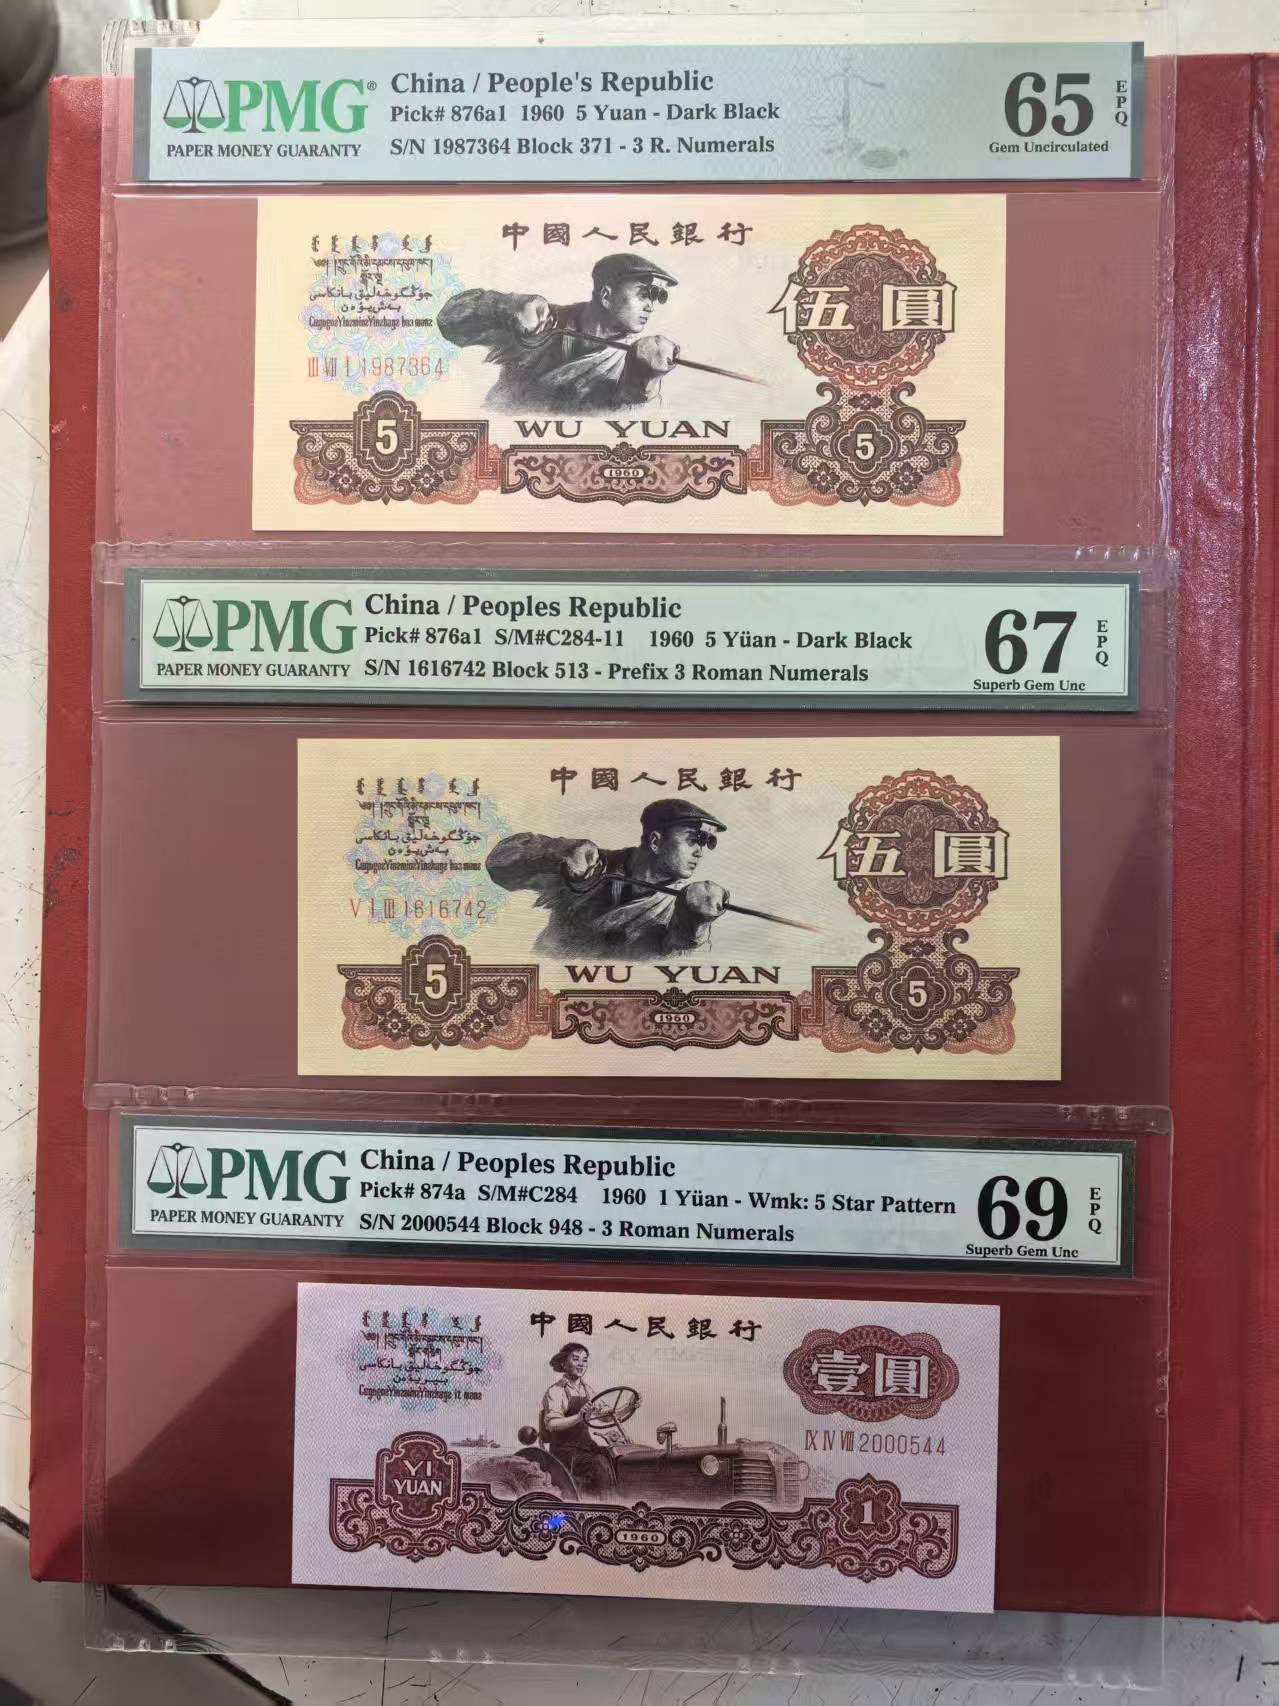 PMG®
PAPER MONEY GUARANTY
China / People's Republic
Pick# 876a1 1960 5 Yuan - Dark Black
S/N 1987364 Block 371 - 3 R. Numerals
65
EPQ
Gem Uncirculated
中國人民銀行
伍圓
III VII I 1987364
5
WU YUAN
5
1960
PMG
PAPER MONEY GUARANTY
China / Peoples Republic
Pick# 876a1 S/M#C284-11 1960 5 Yüan - Dark Black
S/N 1616742 Block 513 - Prefix 3 Roman Numerals
67
EPQ
Superb Gem Unc
中國人民銀行
伍圓
V I III 1616742
5
WU YUAN
5
1960
PMG
PAPER MONEY GUARANTY
China / Peoples Republic
Pick# 874a S/M#C284 1960 1 Yüan - Wmk: 5 Star Pattern
S/N 2000544 Block 948 - 3 Roman Numerals
69
EPQ
Superb Gem Unc
中國人民銀行
壹圓
IX IV VIII 2000544
YI
YUAN
1
1960